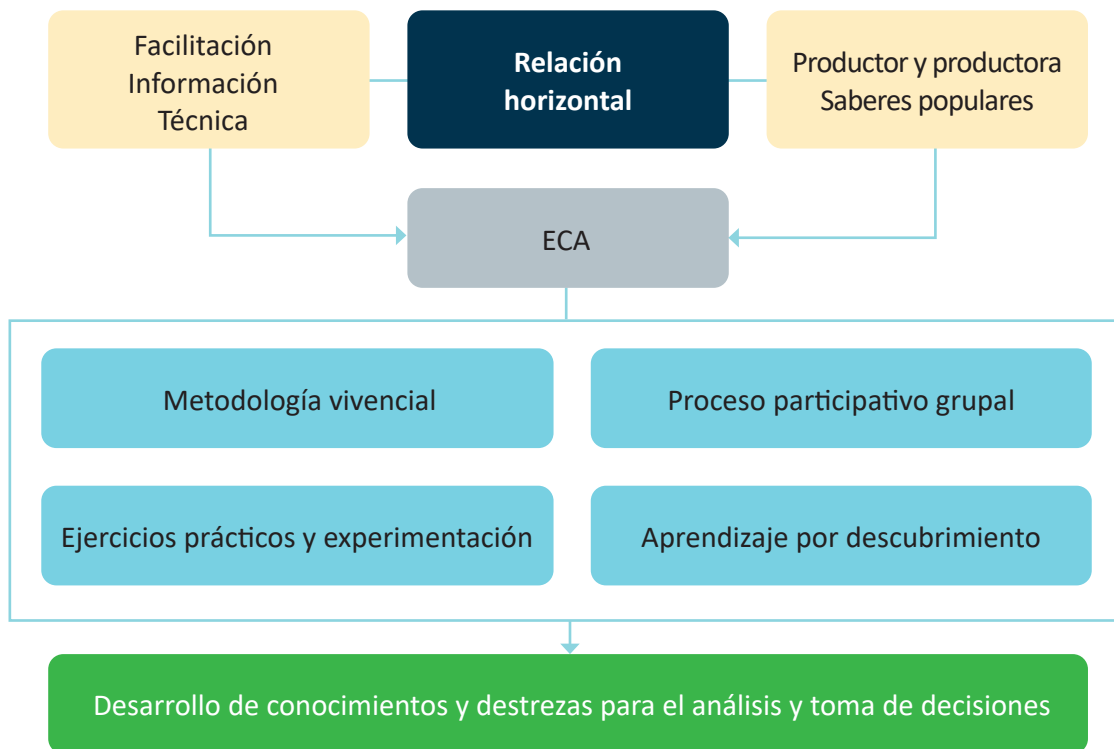 Facilitación
Información
Técnica
Relación
horizontal
Productor y productora
Saberes populares
ECA
Metodología vivencial
Proceso participativo grupal
Ejercicios prácticos y experimentación
Aprendizaje por descubrimiento
Desarrollo de conocimientos y destrezas para el análisis y toma de decisiones